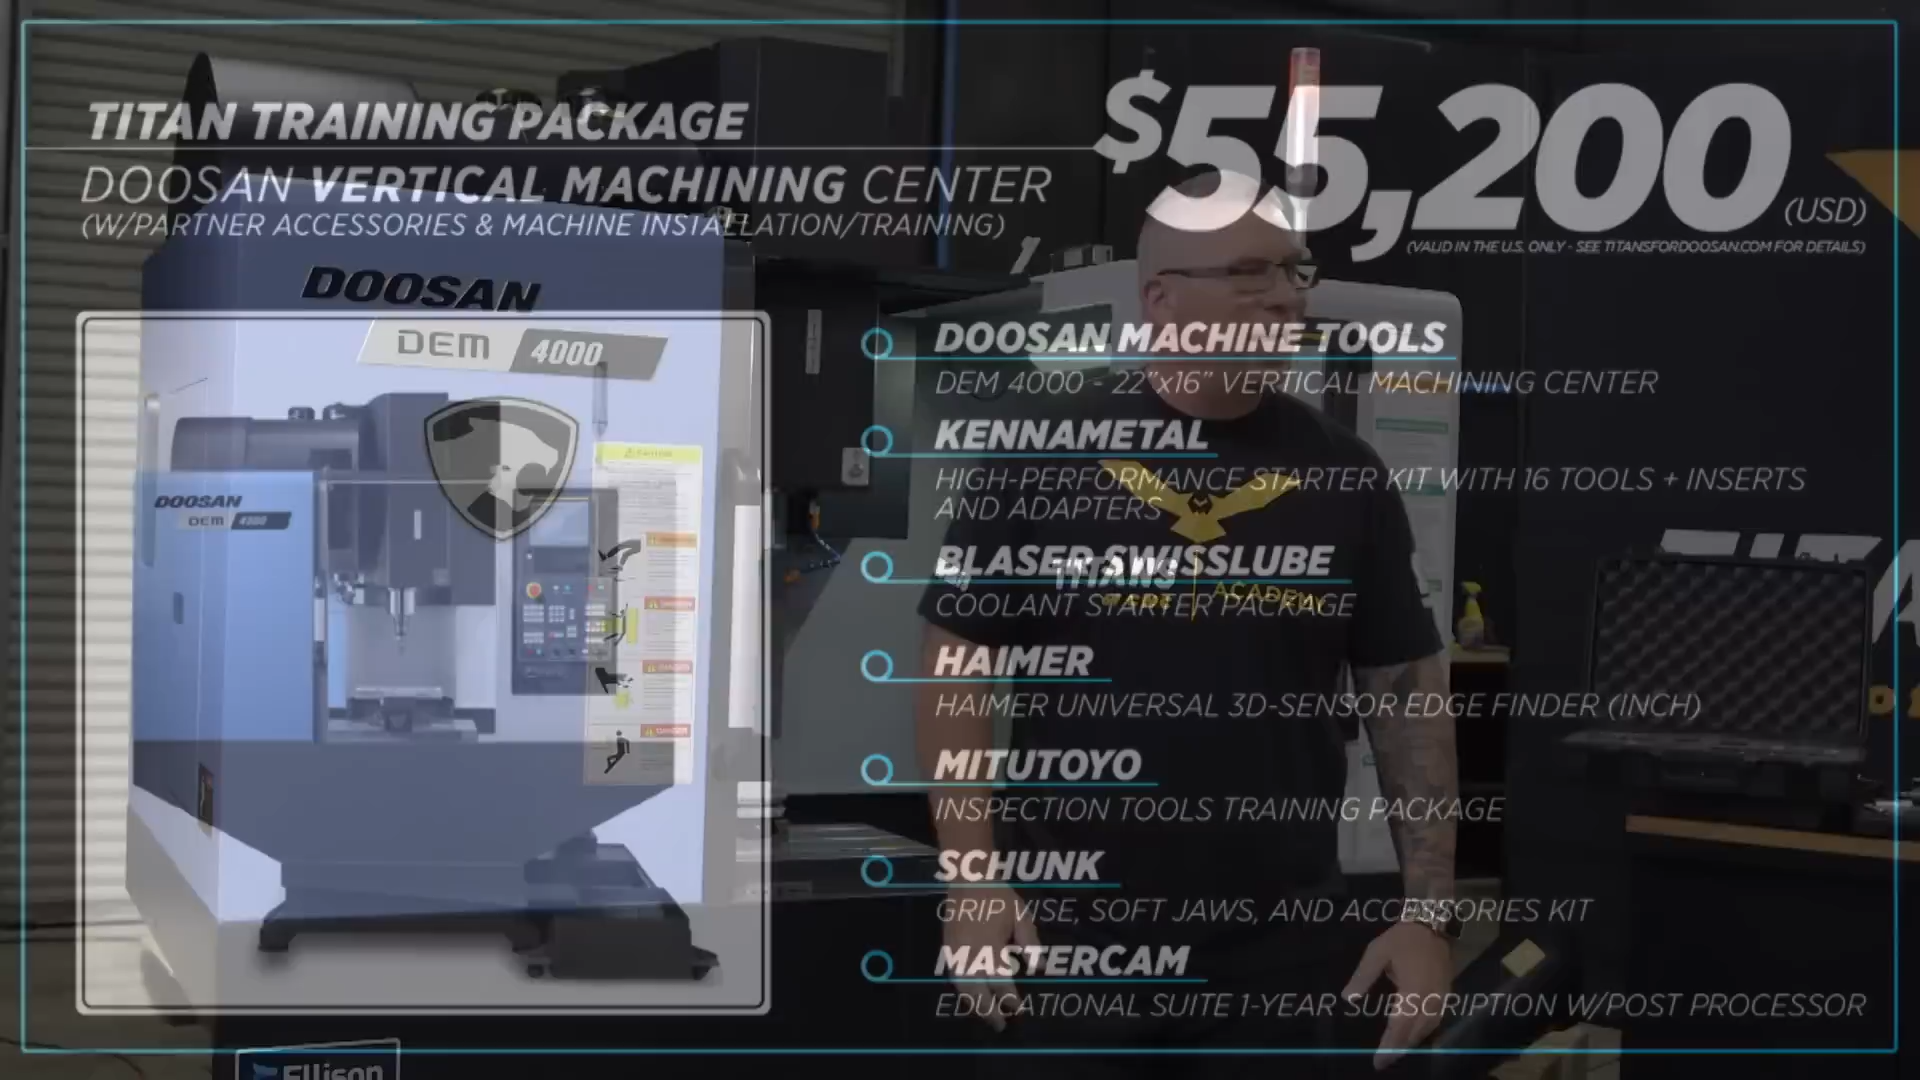 TITAN TRAINING PACKAGE
DOOSAN VERTICAL MACHINING CENTER
(W/PARTNER ACCESSORIES & MACHINE INSTALLATION/TRAINING)
$55,200 (USD)
(VALID IN THE U.S. ONLY - SEE TITANSFORDOOSAN.COM FOR DETAILS)
DOOSAN
DEM 4000
DOOSAN
DEM 4000
DOOSAN MACHINE TOOLS
DEM 4000 - 22"x16" VERTICAL MACHINING CENTER
KENNAMETAL
HIGH-PERFORMANCE STARTER KIT WITH 16 TOOLS + INSERTS
AND ADAPTERS
BLASER SWISSLUBE
COOLANT STARTER PACKAGE
TITANS
ACADEMY
HAIMER
HAIMER UNIVERSAL 3D-SENSOR EDGE FINDER (INCH)
MITUTOYO
INSPECTION TOOLS TRAINING PACKAGE
SCHUNK
GRIP VISE, SOFT JAWS, AND ACCESSORIES KIT
MASTERCAM
EDUCATIONAL SUITE 1-YEAR SUBSCRIPTION W/POST PROCESSOR
Ellison